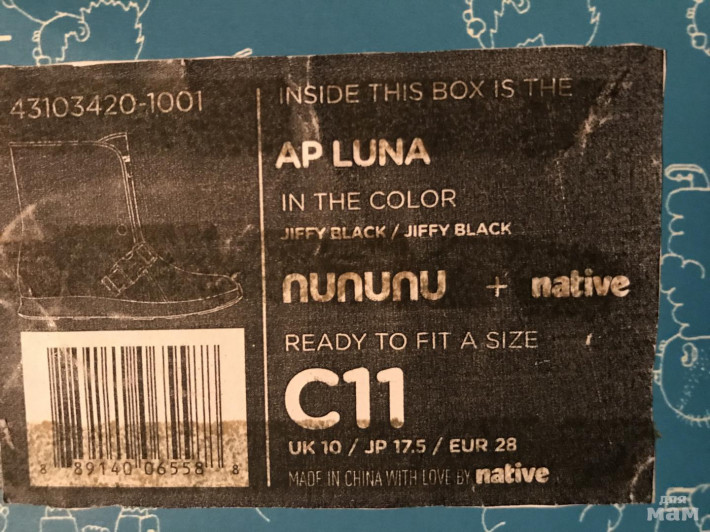 43103420-1001
INSIDE THIS BOX IS THE
AP LUNA
IN THE COLOR
JIFFY BLACK / JIFFY BLACK
nununu + native
READY TO FIT A SIZE
C11
UK 10 / JP 17.5 / EUR 28
MADE IN CHINA WITH LOVE BY native
8 89140 06558 8
для
мам